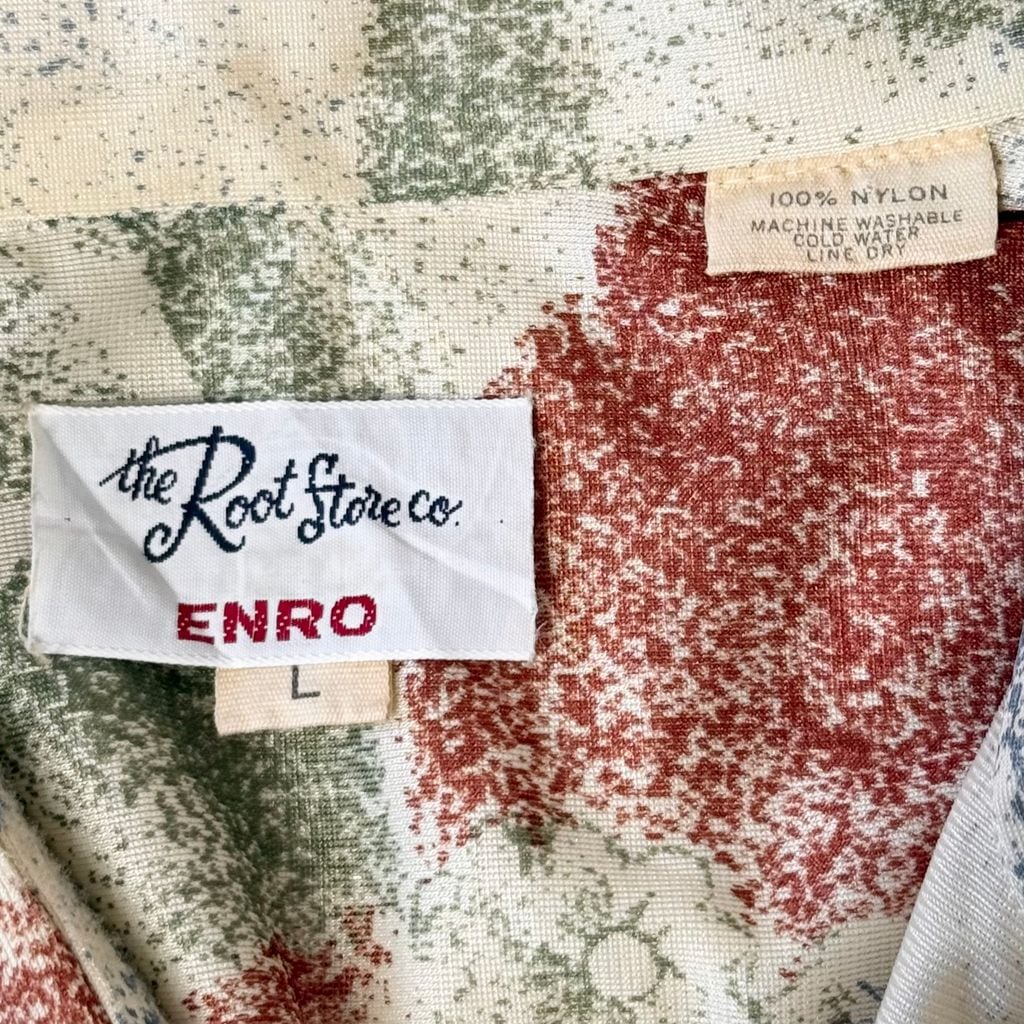 100% NYLON
MACHINE WASHABLE
COLD WATER
LINE DRY
the Root Store co.
ENRO
L